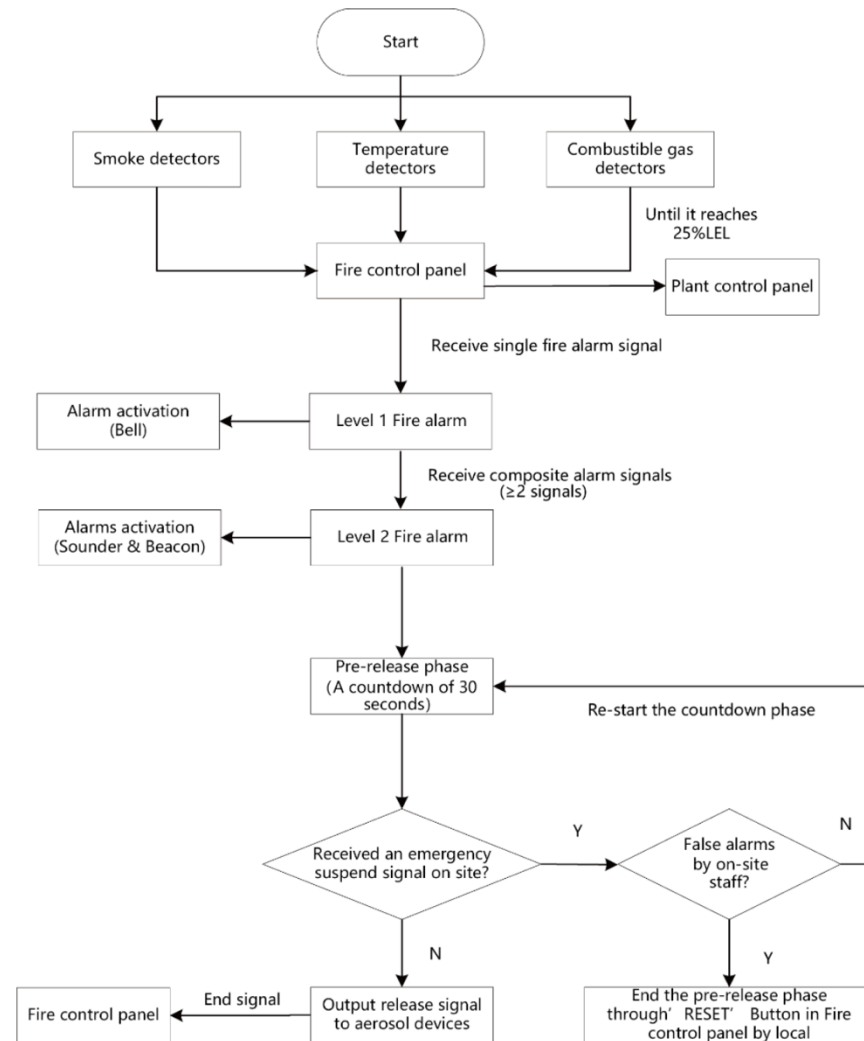 Start
Smoke detectors
Temperature
detectors
Combustible gas
detectors
Until it reaches
25%LEL
Fire control panel
Plant control panel
Receive single fire alarm signal
Alarm activation
(Bell)
Level 1 Fire alarm
Receive composite alarm signals
(≥2 signals)
Alarms activation
(Sounder & Beacon)
Level 2 Fire alarm
Pre-release phase
(A countdown of 30
seconds)
Re-start the countdown phase
Received an emergency
suspend signal on site?
Y
False alarms
by on-site
staff?
N
N
Y
Fire control panel
End signal
Output release signal
to aerosol devices
End the pre-release phase
through’ RESET’ Button in Fire
control panel by local